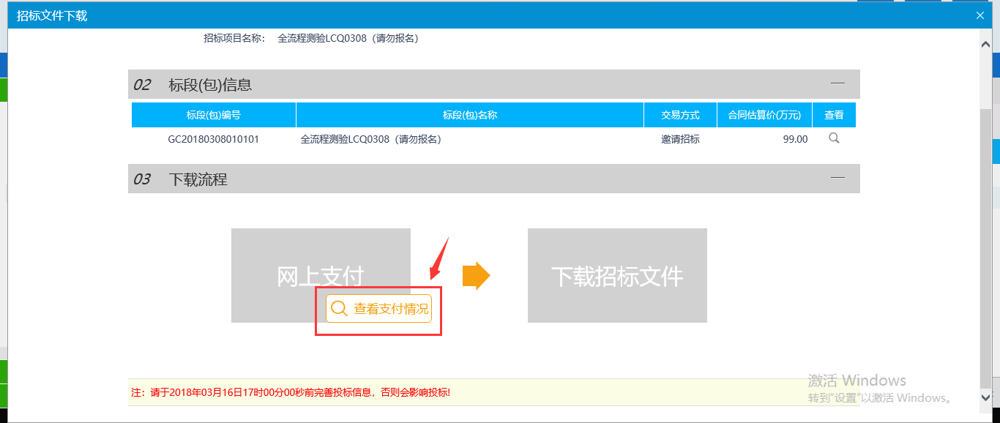 招标文件下载
招标项目名称： 全流程测验LCQ0308（请勿报名）
02 标段(包)信息
标段(包)编号 标段(包)名称 交易方式 合同估算价(万元) 查看
GC20180308010101 全流程测验LCQ0308（请勿报名） 邀请招标 99.00
03 下载流程
网上支付 下载招标文件
查看支付情况
注：请于2018年03月16日17时00分00秒前完善投标信息，否则会影响投标!
激活 Windows
转到“设置”以激活 Windows。